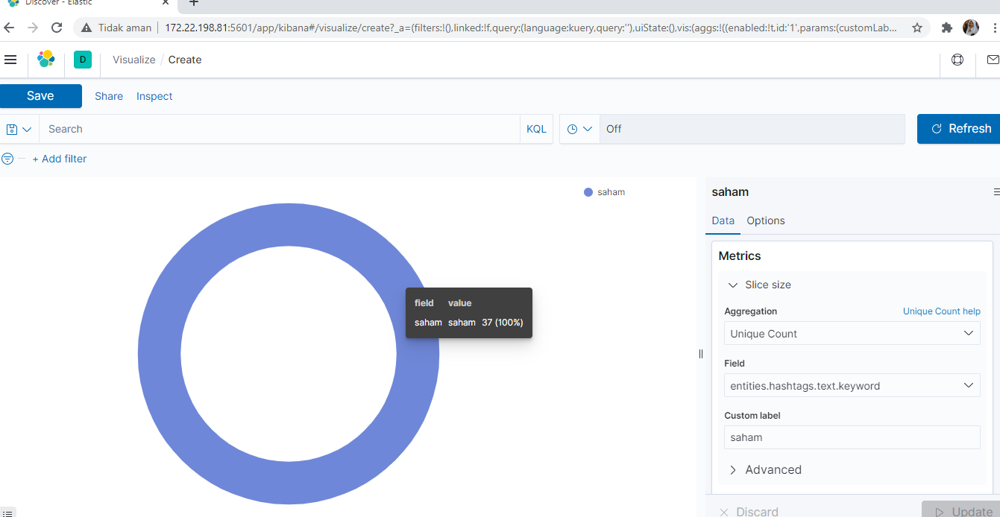 Discover - Elastic
Tidak aman 172.22.198.81:5601/app/kibana#/visualize/create?_a=(filters:!(),linked:!f,query:(language:kuery,query:''),uiState:(),vis:(aggs:!((enabled:!t,id:'1',params:(customLab...
D Visualize / Create
Save Share Inspect
Search KQL Off Refresh
+ Add filter
saham
saham
Data Options
Metrics
Slice size
field value
saham saham 37 (100%)
Aggregation Unique Count help
Unique Count
Field
entities.hashtags.text.keyword
Custom label
saham
Advanced
Discard Update